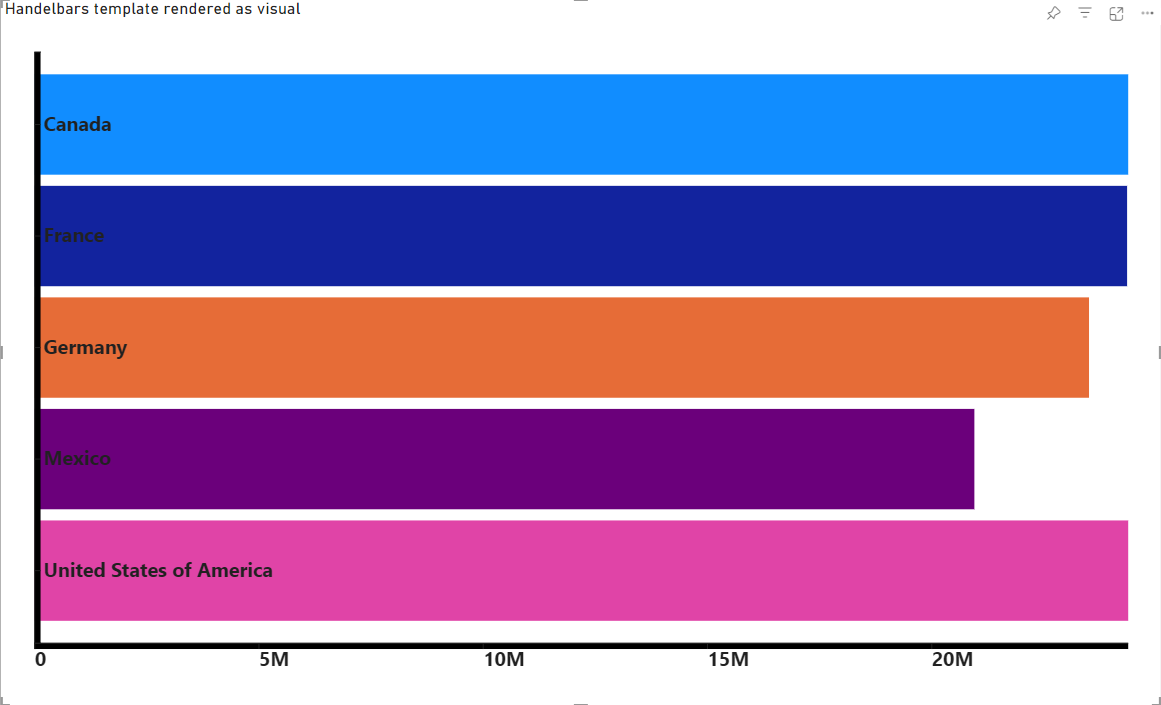 Handelbars template rendered as visual
Canada
France
Germany
Mexico
United States of America
0 5M 10M 15M 20M